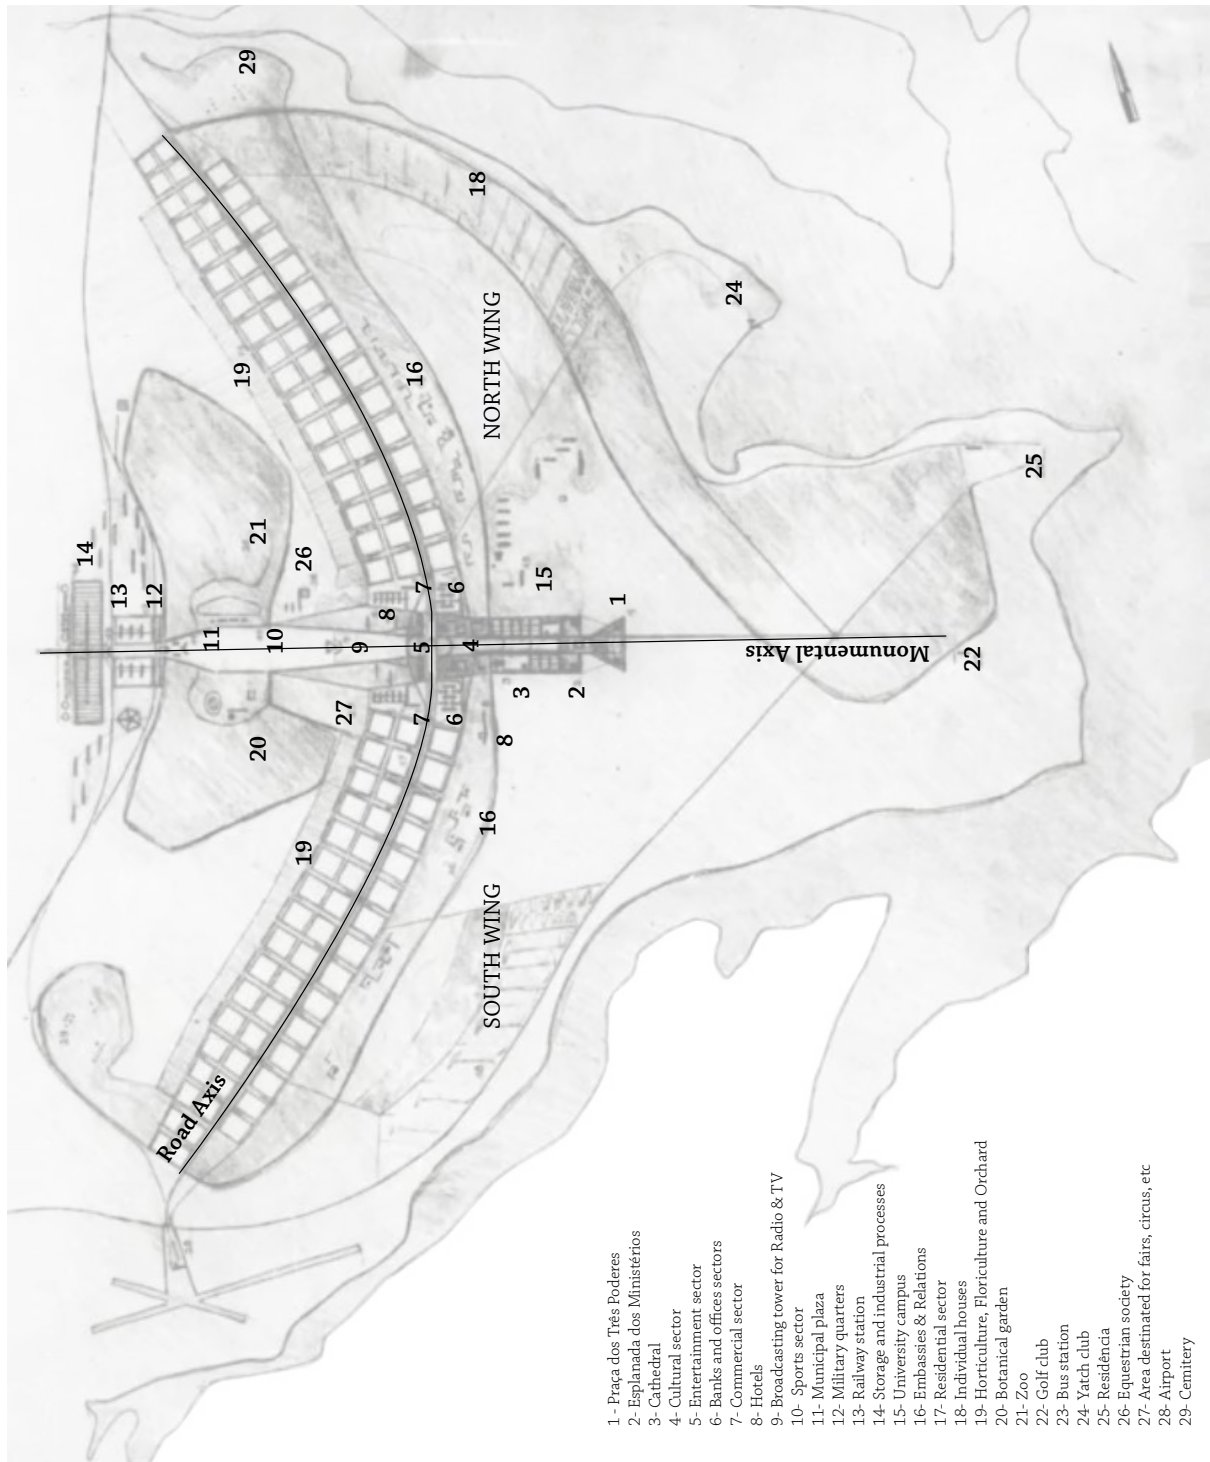 29
18
24
19
16
NORTH WING
14
13
12
21
26
25
11
10
9
8
7
6
5
4
15
1
Monumental Axis
22
3
2
20
27
7
6
8
16
19
SOUTH WING
Road Axis
1- Praça dos Três Poderes
2- Esplanada dos Ministérios
3- Cathedral
4- Cultural sector
5- Entertainment sector
6- Banks and offices sectors
7- Commercial sector
8- Hotels
9- Broadcasting tower for Radio & TV
10- Sports sector
11- Municipal plaza
12- Military quarters
13- Railway station
14- Storage and industrial processes
15- University campus
16- Embassies & Relations
17- Residential sector
18- Individual houses
19- Horticulture, Floriculture and Orchard
20- Botanical garden
21- Zoo
22- Golf club
23- Bus station
24- Yatch club
25- Residência
26- Equestrian society
27- Area destinated for fairs, circus, etc
28- Airport
29- Cemitery